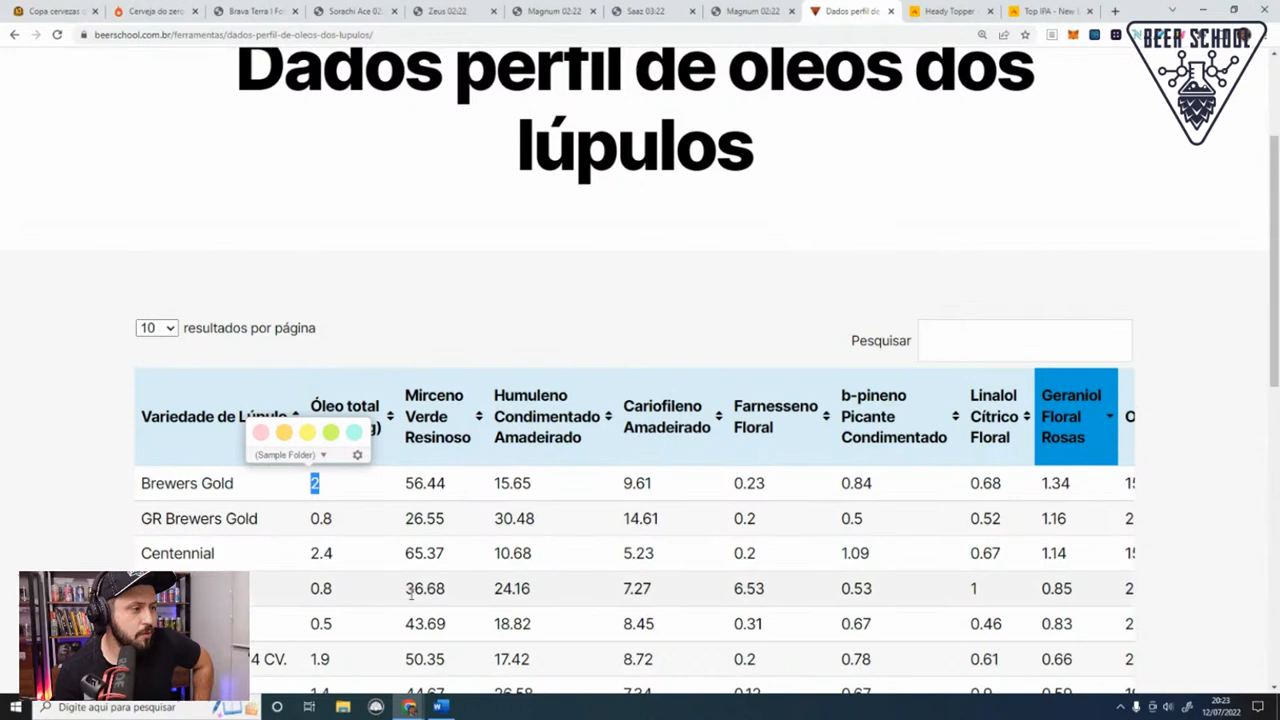 Copa cervezas
Cerveja do zero
Brava Terra I Fo
Sorachi Ace 02
Zeus 02:22
Magnum 02:22
Saaz 03:22
Magnum 02:22
Dados perfil de
Heady Topper
Top IPA - New
beerschool.com.br/ferramentas/dados-perfil-de-oleos-dos-lupulos/
BEER SCHOOL
Dados perfil de óleos dos
lúpulos
10 resultados por página
Pesquisar
Variedade de Lúpulo
Óleo total
g)
Mirceno
Verde
Resinoso
Humuleno
Condimentado
Amadeirado
Cariofileno
Amadeirado
Farnesseno
Floral
b-pineno
Picante
Condimentado
Linalol
Cítrico
Floral
Geraniol
Floral
Rosas
(Sample Folder)
Brewers Gold 2 56.44 15.65 9.61 0.23 0.84 0.68 1.34
GR Brewers Gold 0.8 26.55 30.48 14.61 0.2 0.5 0.52 1.16 2
Centennial 2.4 65.37 10.68 5.23 0.2 1.09 0.67 1.14
0.8 36.68 24.16 7.27 6.53 0.53 1 0.85 2
0.5 43.69 18.82 8.45 0.31 0.67 0.46 0.83 2
4 CV. 1.9 50.35 17.42 8.72 0.2 0.78 0.61 0.66 2
Digite aqui para pesquisar
20:23
12/07/2022